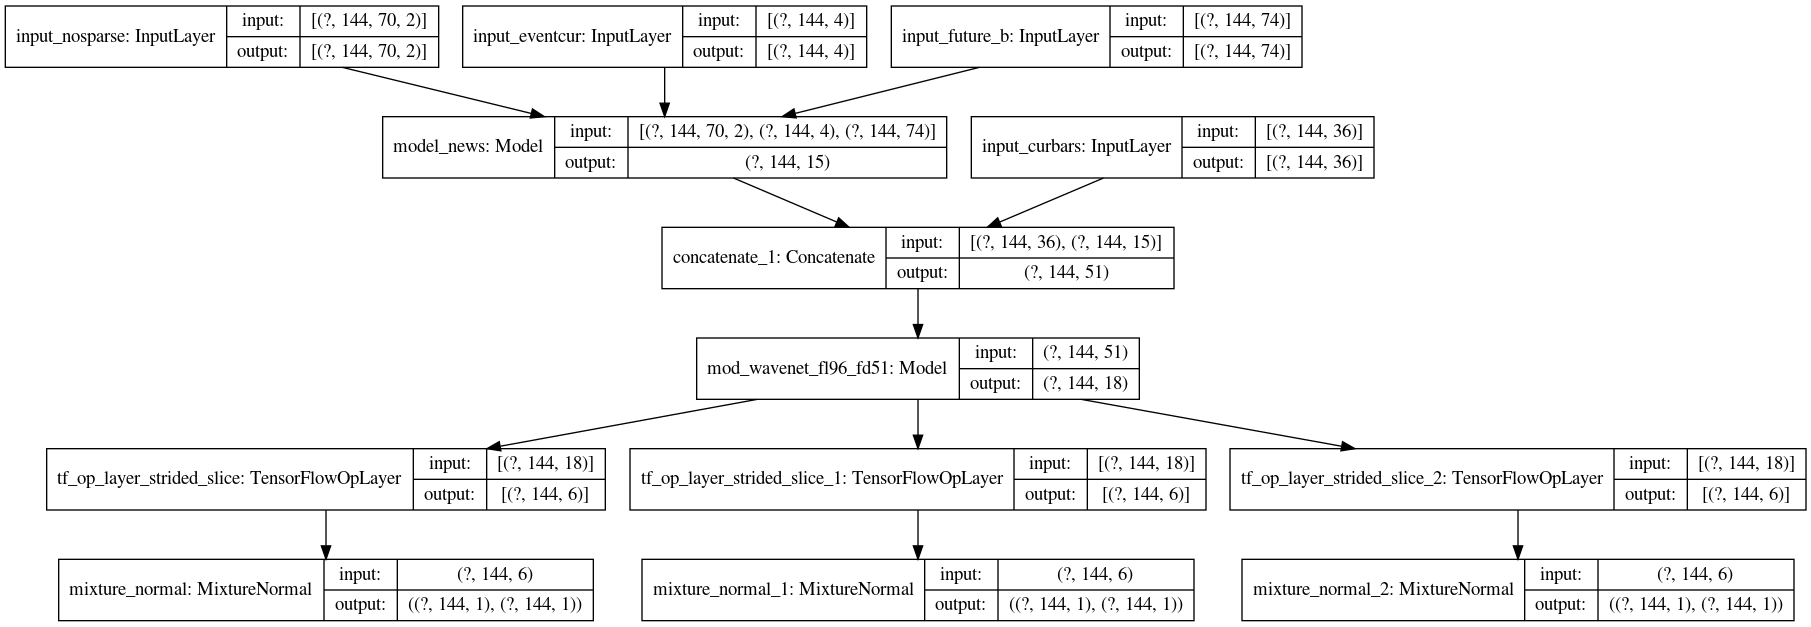 input_nosparse: InputLayer
input:
[(?, 144, 70, 2)]
output:
[(?, 144, 70, 2)]
input_eventcur: InputLayer
input:
[(?, 144, 4)]
output:
[(?, 144, 4)]
input_future_b: InputLayer
input:
[(?, 144, 74)]
output:
[(?, 144, 74)]
model_news: Model
input:
[(?, 144, 70, 2), (?, 144, 4), (?, 144, 74)]
output:
(?, 144, 15)
input_curbars: InputLayer
input:
[(?, 144, 36)]
output:
[(?, 144, 36)]
concatenate_1: Concatenate
input:
[(?, 144, 36), (?, 144, 15)]
output:
(?, 144, 51)
mod_wavenet_fl96_fd51: Model
input:
(?, 144, 51)
output:
(?, 144, 18)
tf_op_layer_strided_slice: TensorFlowOpLayer
input:
[(?, 144, 18)]
output:
[(?, 144, 6)]
tf_op_layer_strided_slice_1: TensorFlowOpLayer
input:
[(?, 144, 18)]
output:
[(?, 144, 6)]
tf_op_layer_strided_slice_2: TensorFlowOpLayer
input:
[(?, 144, 18)]
output:
[(?, 144, 6)]
mixture_normal: MixtureNormal
input:
(?, 144, 6)
output:
((?, 144, 1), (?, 144, 1))
mixture_normal_1: MixtureNormal
input:
(?, 144, 6)
output:
((?, 144, 1), (?, 144, 1))
mixture_normal_2: MixtureNormal
input:
(?, 144, 6)
output:
((?, 144, 1), (?, 144, 1))